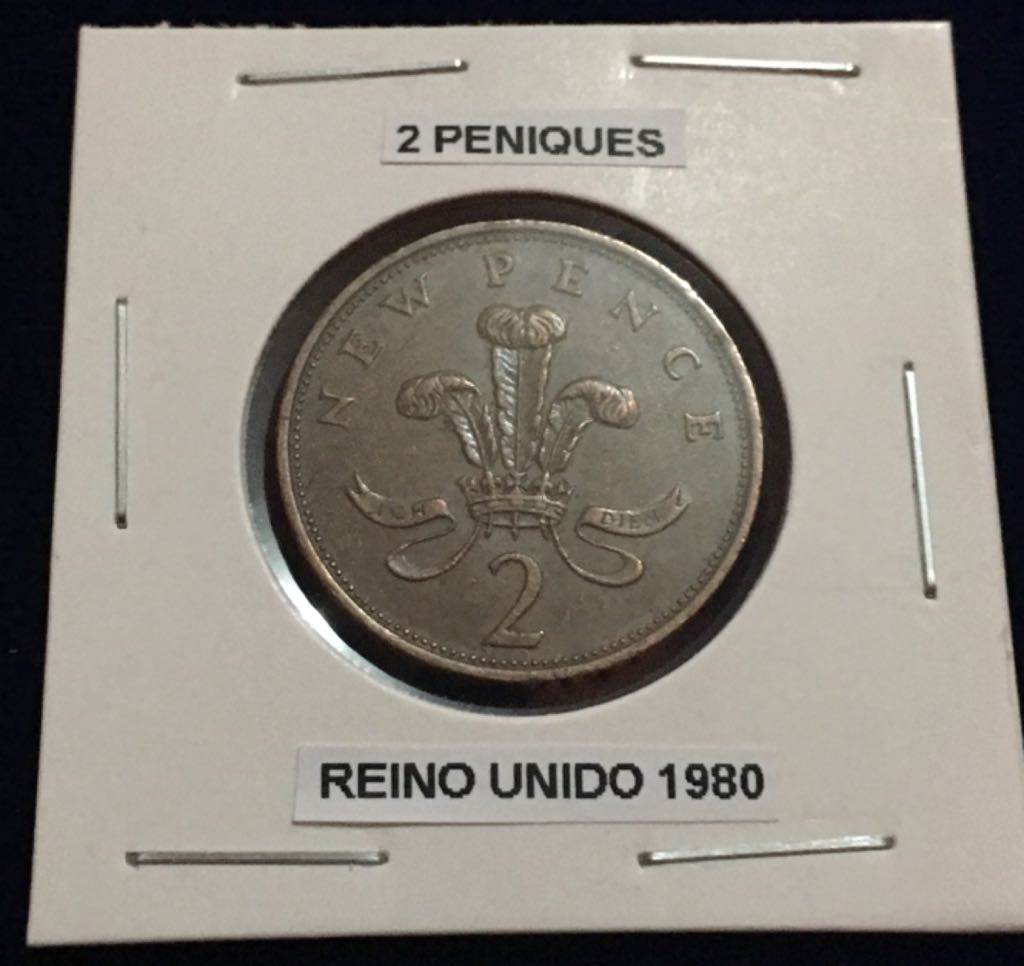 2 PENIQUES
NEW PENCE
ICH DIEN
2
REINO UNIDO 1980